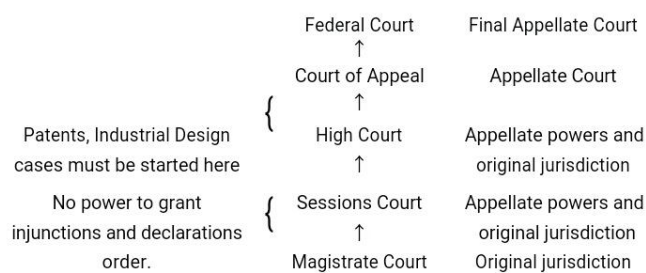 Federal Court Final Appellate Court
↑
Court of Appeal Appellate Court
{ ↑
Patents, Industrial Design High Court Appellate powers and
cases must be started here ↑ original jurisdiction
No power to grant { Sessions Court Appellate powers and
injunctions and declarations ↑ original jurisdiction
order. Magistrate Court Original jurisdiction